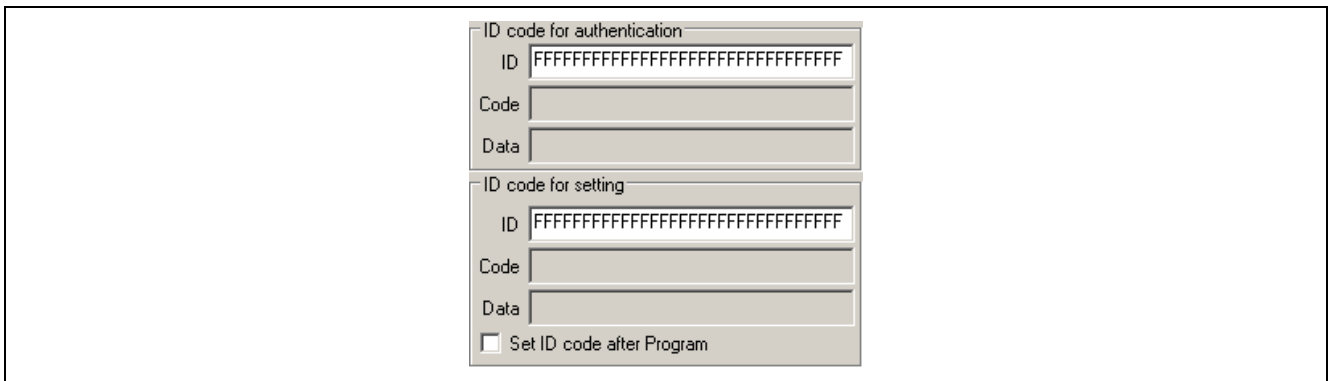 ID code for authentication
ID FFFFFFFFFFFFFFFFFFFFFFFFFFFFFFFF
Code
Data
ID code for setting
ID FFFFFFFFFFFFFFFFFFFFFFFFFFFFFFFF
Code
Data
Set ID code after Program